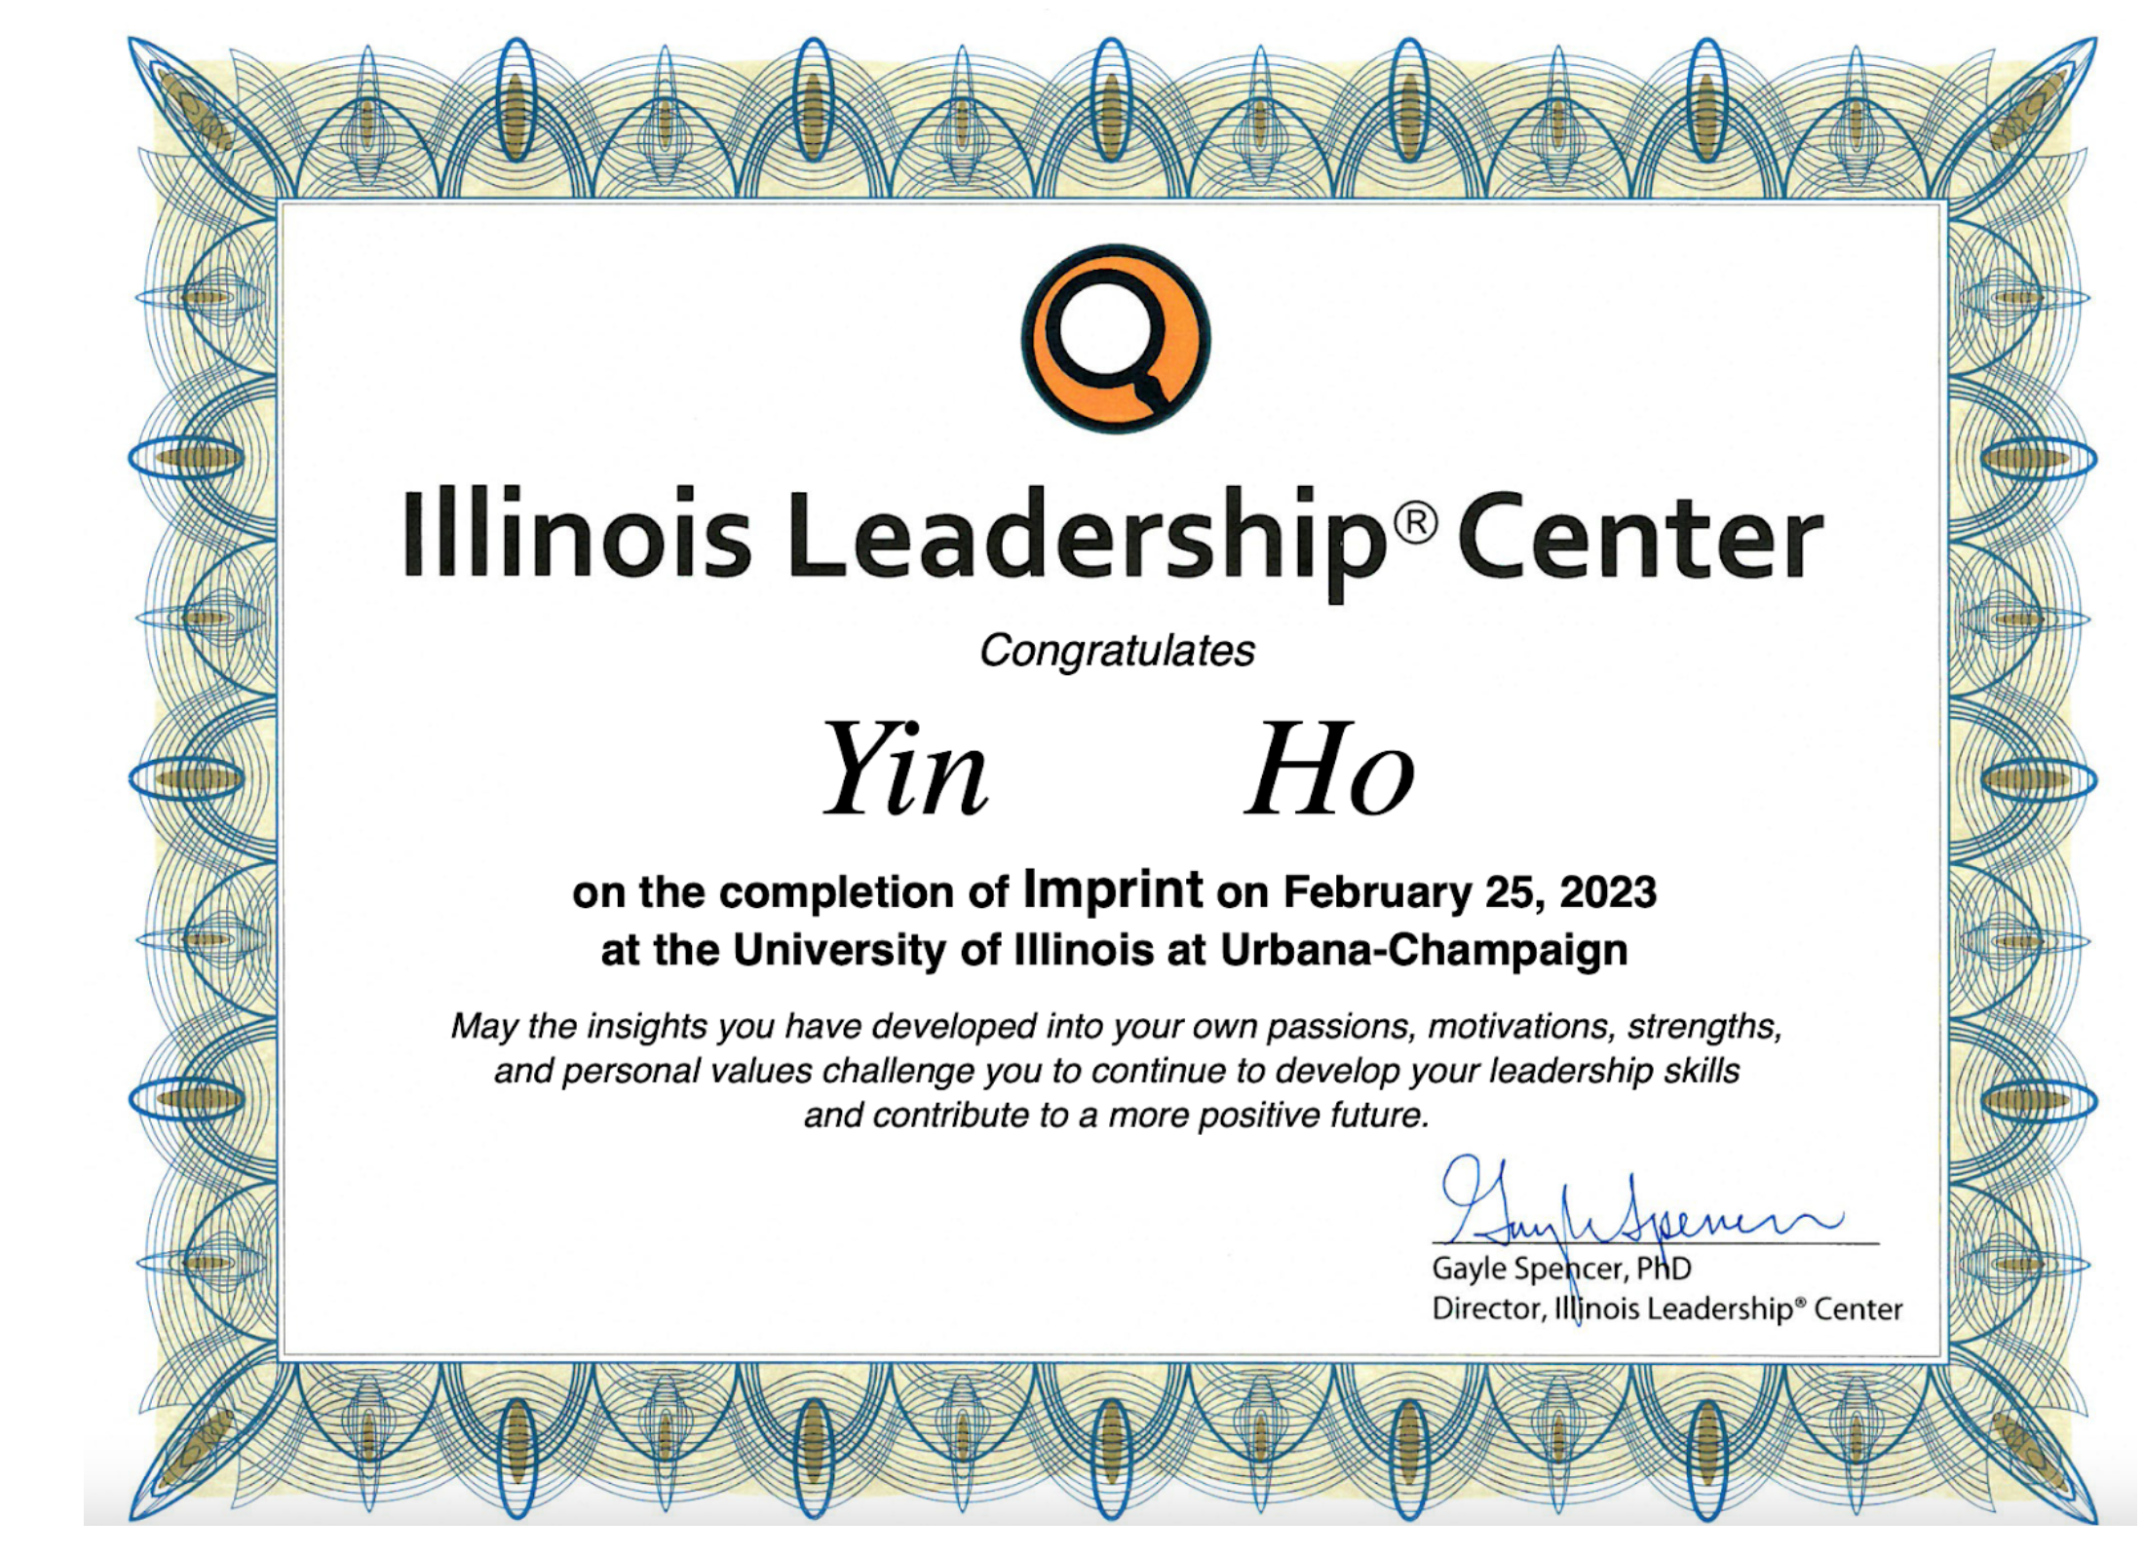 Illinois Leadership® Center
Congratulates
Yin Ho
on the completion of Imprint on February 25, 2023
at the University of Illinois at Urbana-Champaign
May the insights you have developed into your own passions, motivations, strengths,
and personal values challenge you to continue to develop your leadership skills
and contribute to a more positive future.
Gayle Spencer
Gayle Spencer, PhD
Director, Illinois Leadership® Center